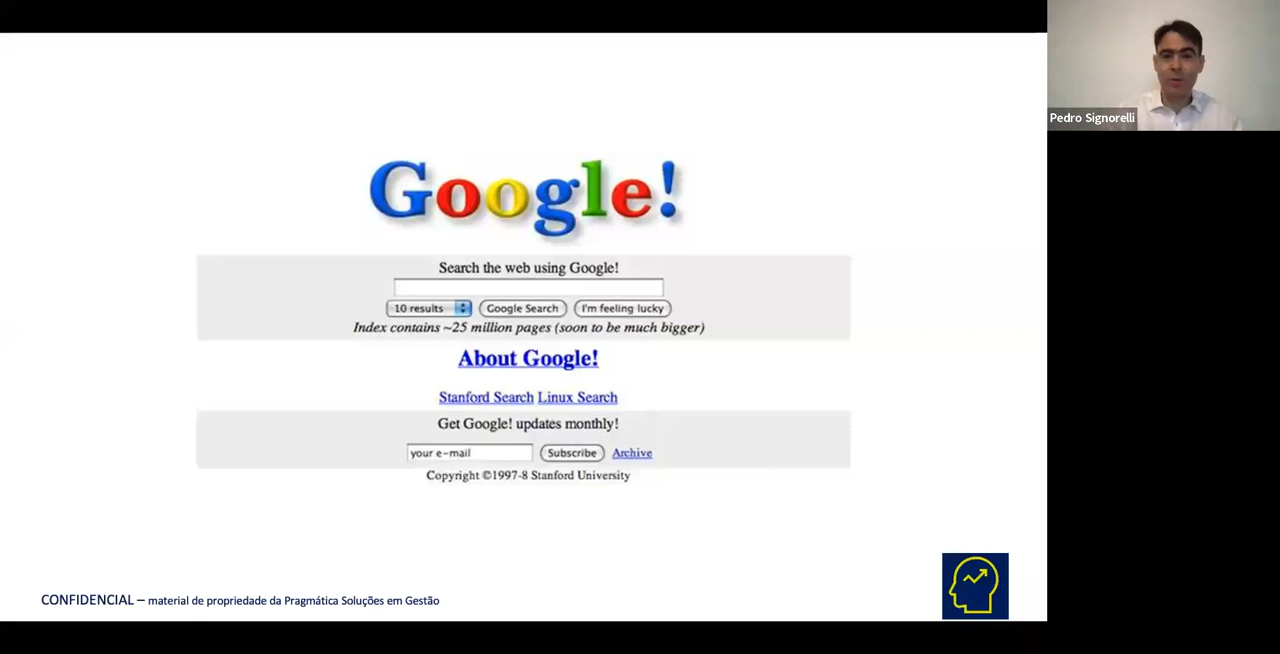 Pedro Signorelli
Google!
Search the web using Google!
10 results Google Search I'm feeling lucky
Index contains ~25 million pages (soon to be much bigger)
About Google!
Stanford Search Linux Search
Get Google! updates monthly!
your e-mail Subscribe Archive
Copyright ©1997-8 Stanford University
CONFIDENCIAL – material de propriedade da Pragmática Soluções em Gestão